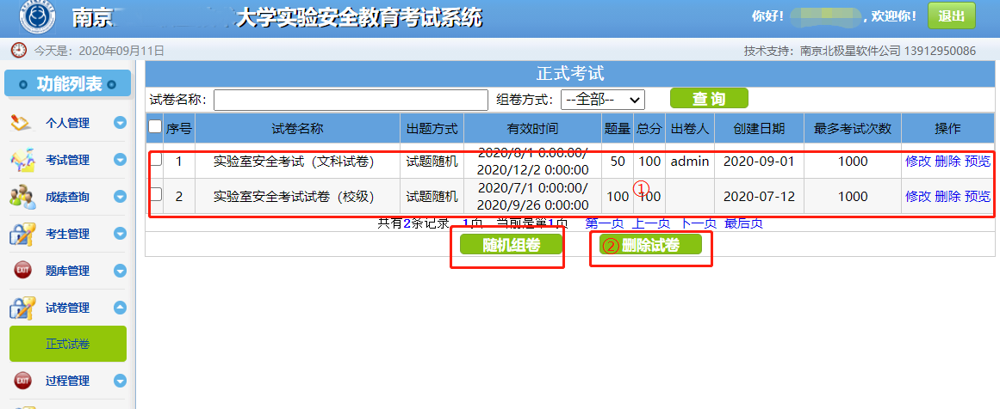 南京
大学实验安全教育考试系统
你好!
, 欢迎你!
退出
今天是: 2020年09月11日
技术支持: 南京北极星软件公司 13912950086
功能列表
个人管理
考试管理
成绩查询
考生管理
EXIT 题库管理
试卷管理
正式试卷
EXIT 过程管理
正式考试
试卷名称:
组卷方式: --全部--
查 询
序号 试卷名称 出题方式 有效时间 题量 总分 出卷人 创建日期 最多考试次数 操作
1 实验室安全考试（文科试卷） 试题随机 2020/8/1 0:00:00/ 50 100 admin 2020-09-01 1000 修改 删除 预览
2020/12/2 0:00:00
2 实验室安全考试试卷（校级） 试题随机 2020/7/1 0:00:00/ 100 100 2020-07-12 1000 修改 删除 预览
2020/9/26 0:00:00
①
共有2条记录 1页 当前是第1页 第一页 上一页 下一页 最后页
随机组卷
② 删除试卷